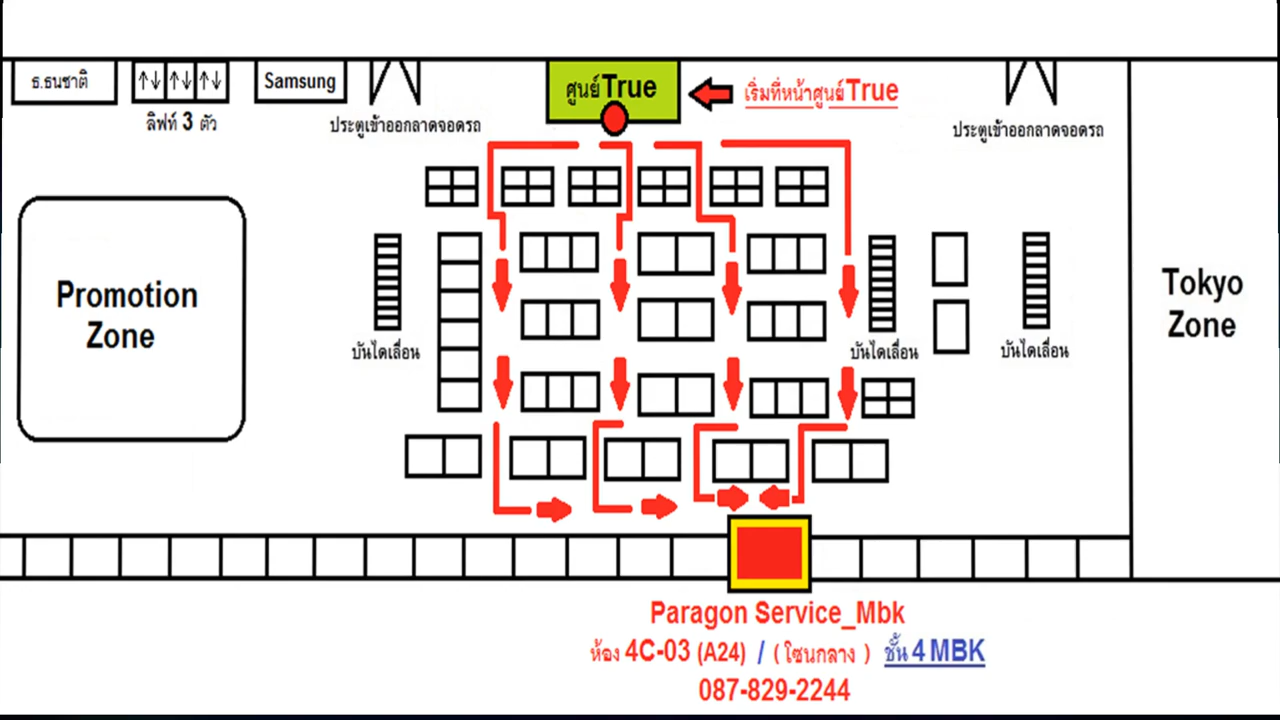 ธ.ธนชาติ
ลิฟท์ 3 ตัว
Samsung
ประตูเข้าออกลาดจอดรถ
ศูนย์True
เริ่มที่หน้าศูนย์True
ประตูเข้าออกลาดจอดรถ
Promotion
Zone
บันไดเลื่อน
บันไดเลื่อน
บันไดเลื่อน
Tokyo
Zone
Paragon Service_Mbk
ห้อง 4C-03 (A24) / ( โซนกลาง ) ชั้น 4 MBK
087-829-2244